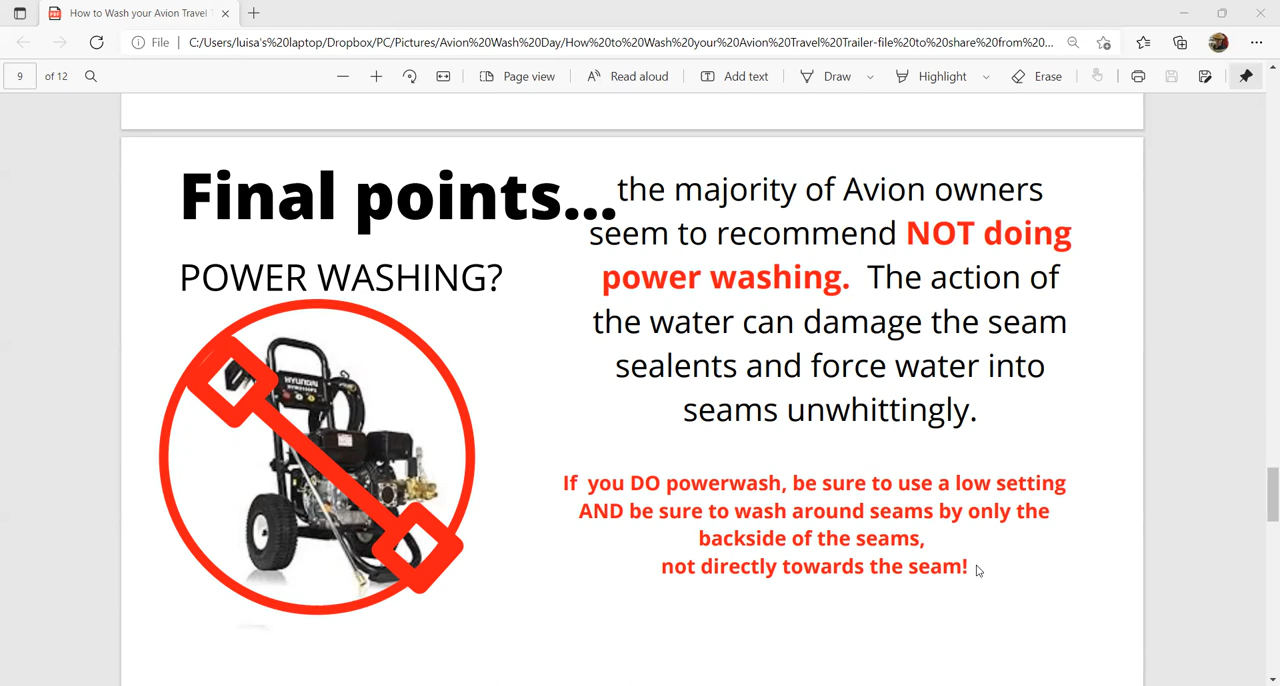 How to Wash your Avion Travel T
File
C:/Users/luisa's%20laptop/Dropbox/PC/Pictures/Avion%20Wash%20Day/How%20to%20Wash%20your%20Avion%20Travel%20Trailer-file%20to%20share%20from%20...
9 of 12
Page view
Read aloud
Add text
Draw
Highlight
Erase
Final points...
POWER WASHING?
HYUNDAI
the majority of Avion owners
seem to recommend NOT doing
power washing. The action of
the water can damage the seam
sealents and force water into
seams unwhittingly.
If you DO powerwash, be sure to use a low setting
AND be sure to wash around seams by only the
backside of the seams,
not directly towards the seam!